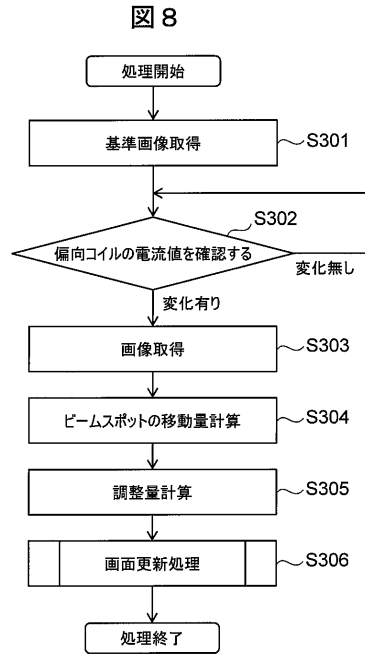 図8
処理開始
基準画像取得
S301
S302
偏向コイルの電流値を確認する
変化無し
変化有り
画像取得
S303
ビームスポットの移動量計算
S304
調整量計算
S305
画面更新処理
S306
処理終了